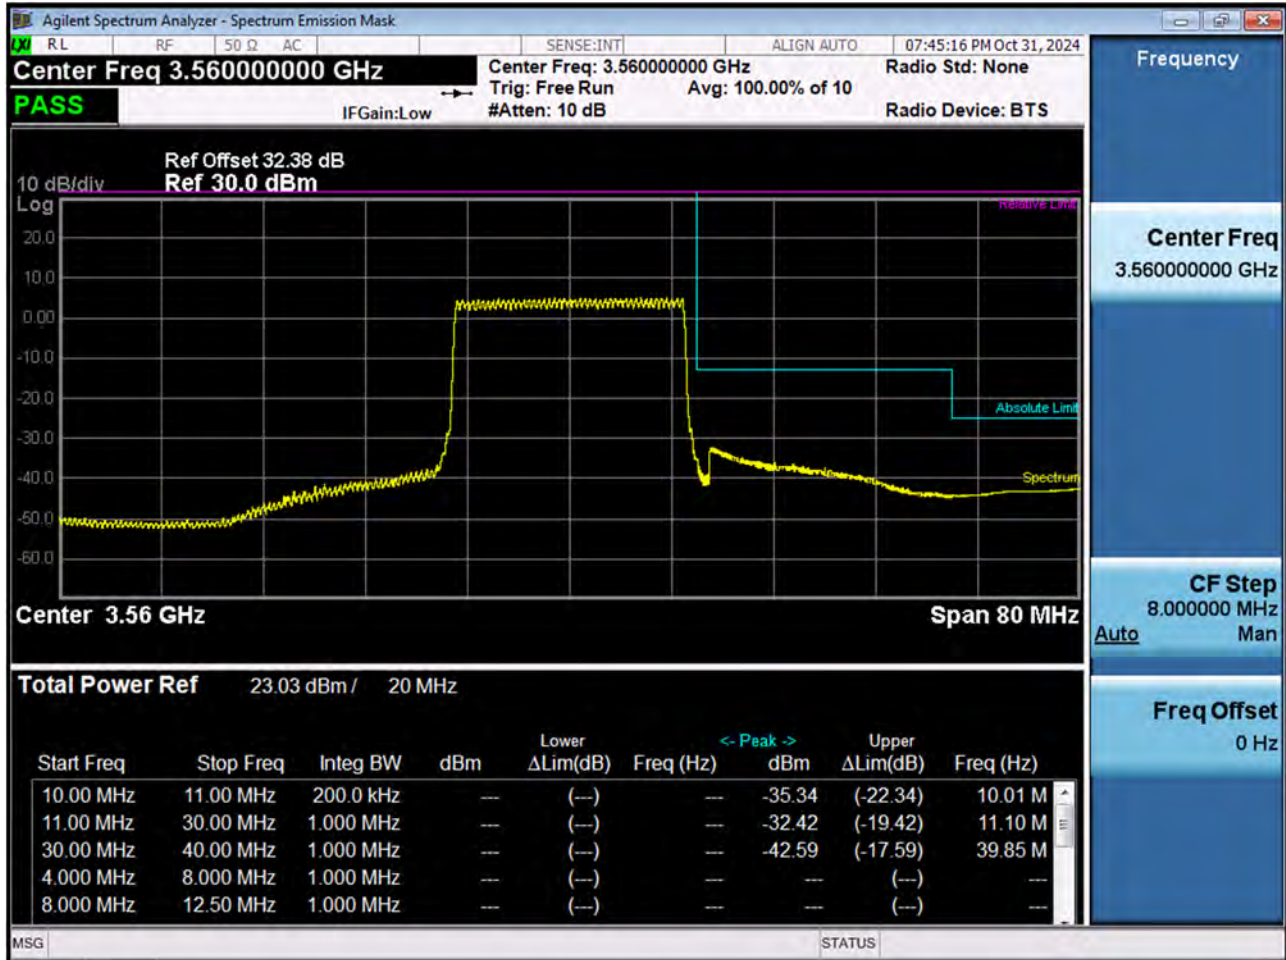 Agilent Spectrum Analyzer - Spectrum Emission Mask
LXI RL RF 50 Ω AC SENSE:INT ALIGN AUTO 07:45:16 PM Oct 31, 2024
Center Freq 3.560000000 GHz
Center Freq: 3.560000000 GHz
Radio Std: None
Trig: Free Run
Avg: 100.00% of 10
PASS
IFGain:Low
#Atten: 10 dB
Radio Device: BTS
Ref Offset 32.38 dB
10 dB/div
Ref 30.0 dBm
Log
Relative Limit
20.0
10.0
0.00
-10.0
-20.0
Absolute Limit
-30.0
-40.0
Spectrum
-50.0
-60.0
Center 3.56 GHz
Span 80 MHz
Total Power Ref 23.03 dBm / 20 MHz
Lower <- Peak -> Upper
Start Freq Stop Freq Integ BW dBm ΔLim(dB) Freq (Hz) dBm ΔLim(dB) Freq (Hz)
10.00 MHz 11.00 MHz 200.0 kHz --- (---) --- -35.34 (-22.34) 10.01 M
11.00 MHz 30.00 MHz 1.000 MHz --- (---) --- -32.42 (-19.42) 11.10 M
30.00 MHz 40.00 MHz 1.000 MHz --- (---) --- -42.59 (-17.59) 39.85 M
4.000 MHz 8.000 MHz 1.000 MHz --- (---) --- --- (---) ---
8.000 MHz 12.50 MHz 1.000 MHz --- (---) --- --- (---) ---
MSG
STATUS
Frequency
Center Freq
3.560000000 GHz
CF Step
8.000000 MHz
Auto Man
Freq Offset
0 Hz